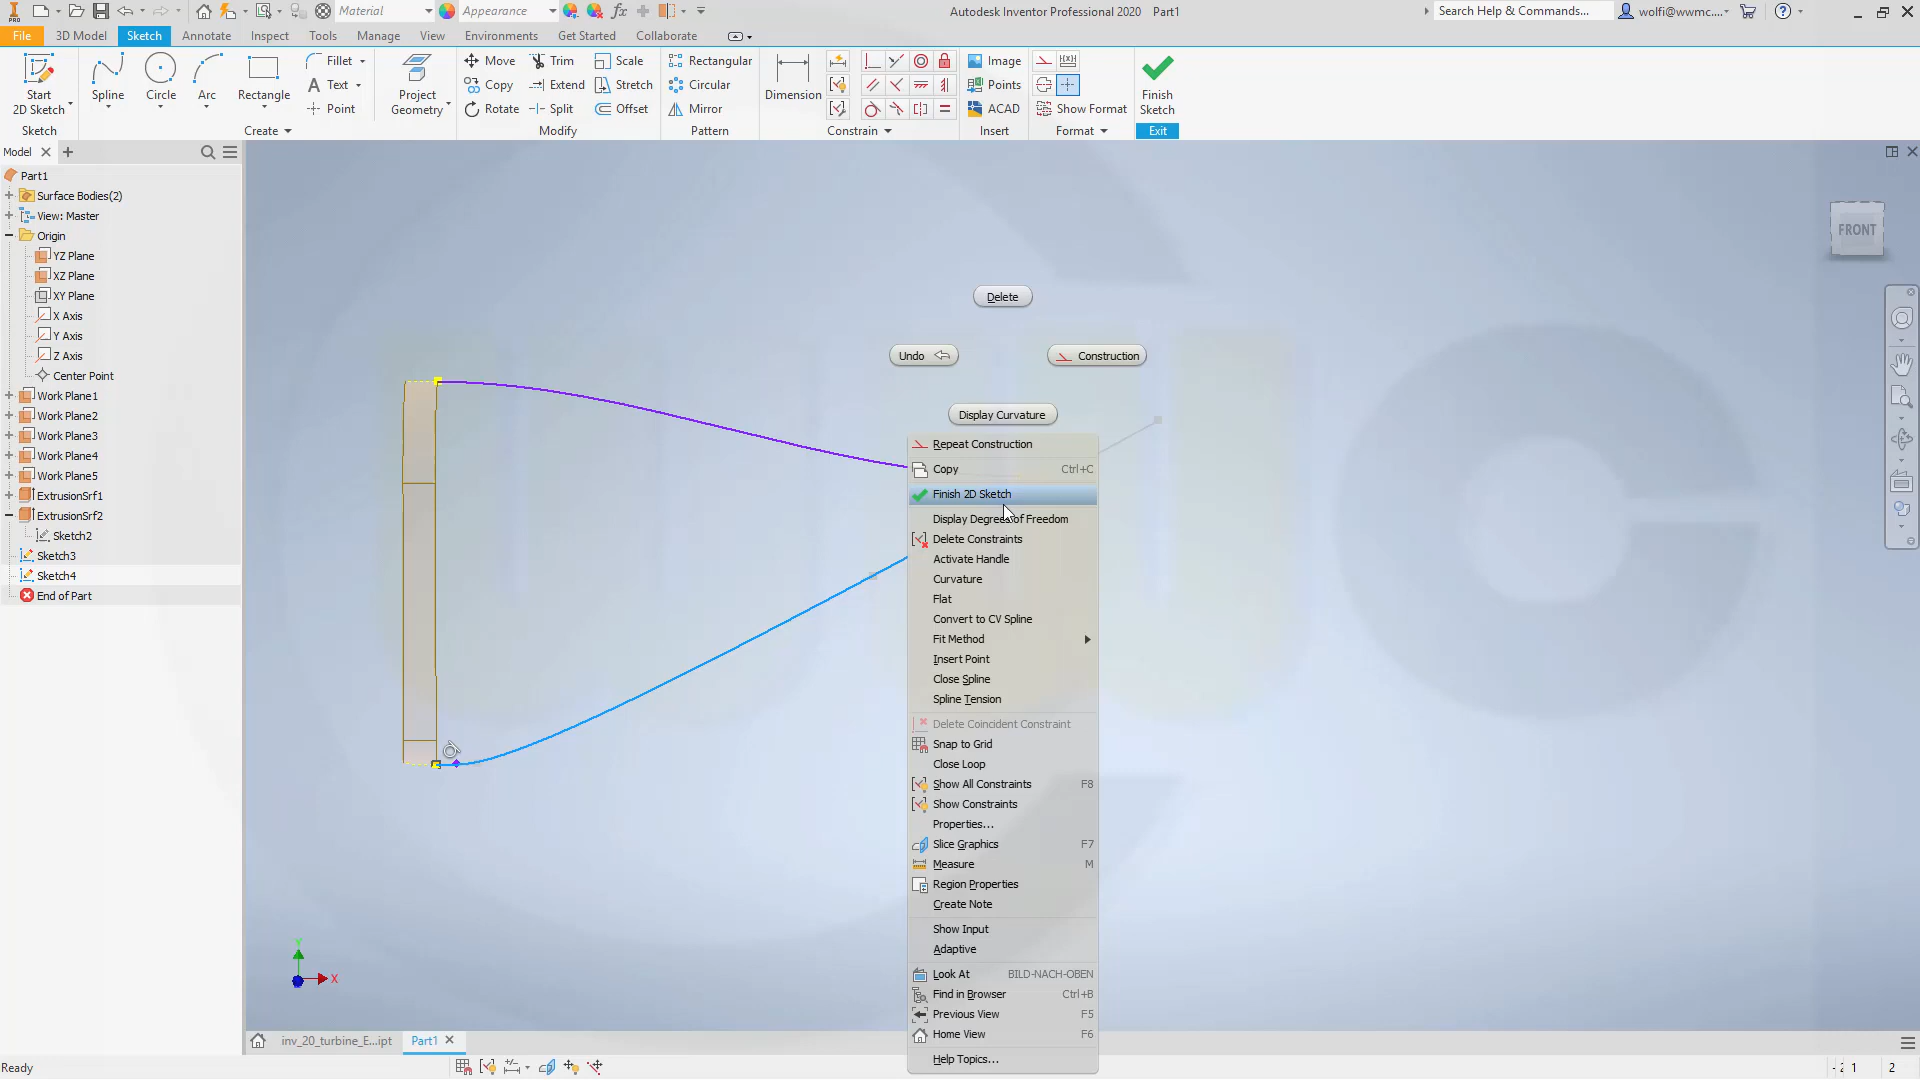 PRO
Material
Appearance
Autodesk Inventor Professional 2020 Part1
Search Help & Commands...
wolfi@wwmc....
File
3D Model
Sketch
Annotate
Inspect
Tools
Manage
View
Environments
Get Started
Collaborate
Start
2D Sketch
Spline
Circle
Arc
Rectangle
Fillet
Text
Point
Project
Geometry
Move
Copy
Rotate
Trim
Extend
Split
Scale
Stretch
Offset
Rectangular
Circular
Mirror
Dimension
Image
Points
ACAD
Show Format
Finish
Sketch
Sketch
Create
Modify
Pattern
Constrain
Insert
Format
Exit
Model
Part1
Surface Bodies(2)
View: Master
Origin
YZ Plane
XZ Plane
XY Plane
X Axis
Y Axis
Z Axis
Center Point
Work Plane1
Work Plane2
Work Plane3
Work Plane4
Work Plane5
ExtrusionSrf1
ExtrusionSrf2
Sketch2
Sketch3
Sketch4
End of Part
FRONT
Delete
Undo
Construction
Display Curvature
Repeat Construction
Copy Ctrl+C
Finish 2D Sketch
Display Degrees of Freedom
Delete Constraints
Activate Handle
Curvature
Flat
Convert to CV Spline
Fit Method
Insert Point
Close Spline
Spline Tension
Delete Coincident Constraint
Snap to Grid
Close Loop
Show All Constraints F8
Show Constraints
Properties...
Slice Graphics F7
Measure M
Region Properties
Create Note
Show Input
Adaptive
Look At BILD-NACH-OBEN
Find in Browser Ctrl+B
Previous View F5
Home View F6
Help Topics...
Y
X
inv_20_turbine_E...ipt
Part1
Ready
1
2